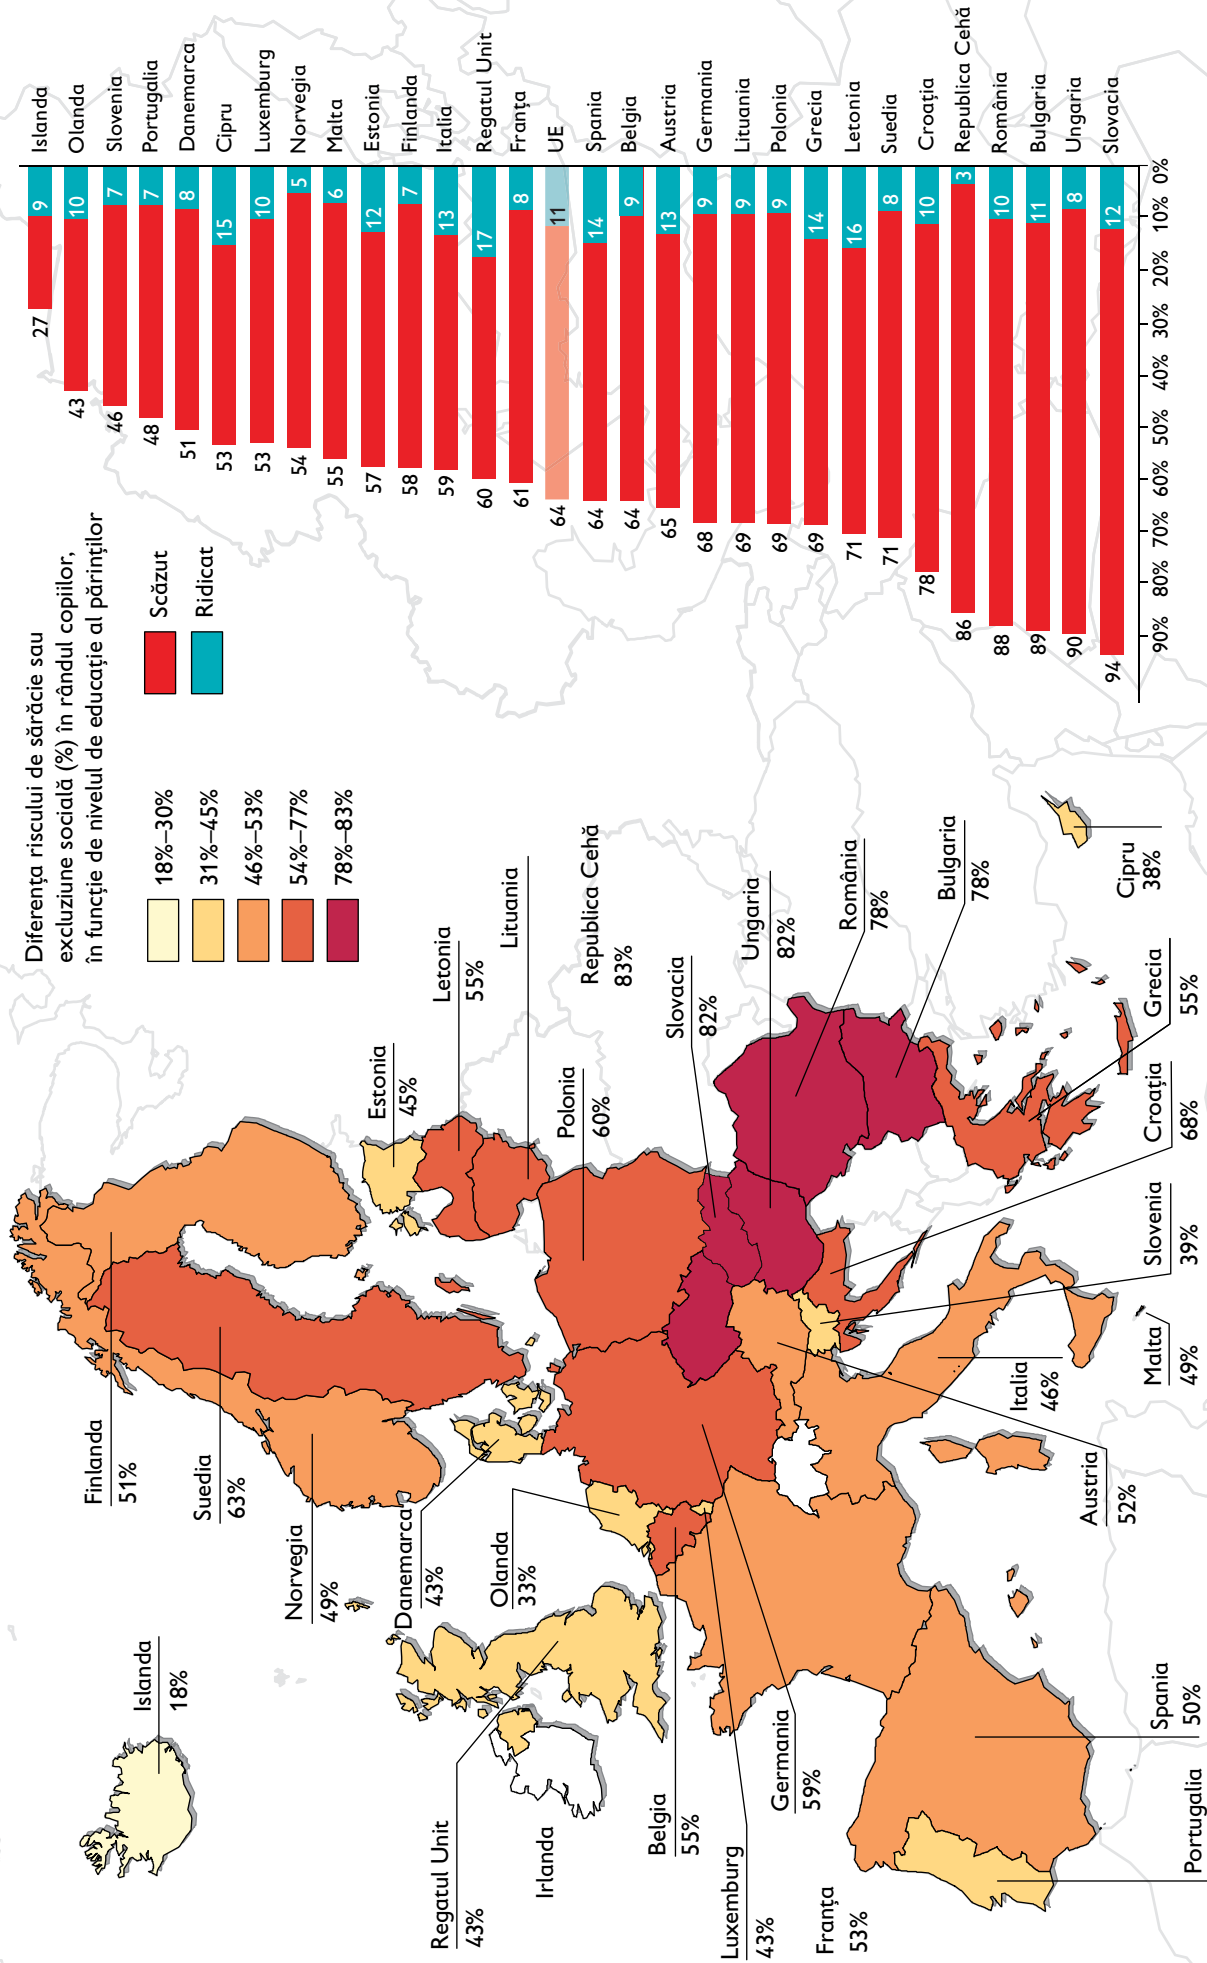 Diferența riscului de sărăcie sau
excluziune socială (%) în rândul copiilor,
în funcție de nivelul de educație al părinților
18%–30%
31%–45%
46%–53%
54%–77%
78%–83%
Scăzut
Ridicat
Islanda
18%
Finlanda
51%
Suedia
63%
Norvegia
49%
Danemarca
43%
Olanda
33%
Estonia
45%
Letonia
55%
Lituania
Polonia
60%
Republica Cehă
83%
Slovacia
82%
Ungaria
82%
România
78%
Bulgaria
78%
Cipru
38%
Grecia
55%
Croația
68%
Slovenia
39%
Malta
49%
Italia
46%
Austria
52%
Regatul Unit
43%
Irlanda
Belgia
55%
Luxemburg
43%
Germania
59%
Franța
53%
Spania
50%
Portugalia
27 9 Islanda
43 10 Olanda
46 7 Slovenia
48 7 Portugalia
51 8 Danemarca
53 15 Cipru
53 10 Luxemburg
54 5 Norvegia
55 6 Malta
57 12 Estonia
58 7 Finlanda
59 13 Italia
60 17 Regatul Unit
61 8 Franța
64 11 UE
64 14 Spania
64 9 Belgia
65 13 Austria
68 9 Germania
69 9 Lituania
69 9 Polonia
69 14 Grecia
71 16 Letonia
71 8 Suedia
78 10 Croația
86 3 Republica Cehă
88 10 România
89 11 Bulgaria
90 8 Ungaria
94 12 Slovacia
90% 80% 70% 60% 50% 40% 30% 20% 10% 0%